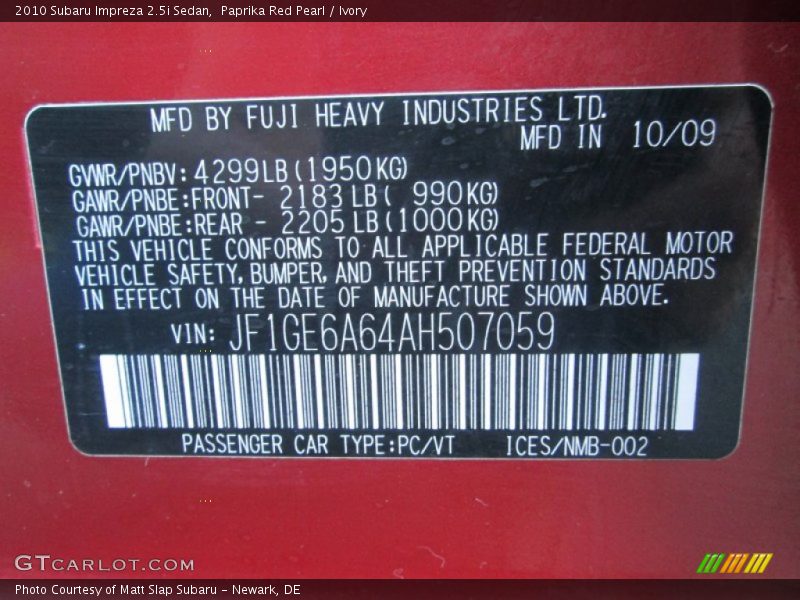 2010 Subaru Impreza 2.5i Sedan,  Paprika Red Pearl / Ivory
MFD BY FUJI HEAVY INDUSTRIES LTD.
MFD IN 10/09
GVWR/PNBV: 4299LB(1950KG)
GAWR/PNBE:FRONT- 2183 LB( 990KG)
GAWR/PNBE:REAR - 2205 LB(1000KG)
THIS VEHICLE CONFORMS TO ALL APPLICABLE FEDERAL MOTOR
VEHICLE SAFETY, BUMPER, AND THEFT PREVENTION STANDARDS
IN EFFECT ON THE DATE OF MANUFACTURE SHOWN ABOVE.
VIN: JF1GE6A64AH507059
PASSENGER CAR TYPE:PC/VT ICES/NMB-002
GTCARLOT.COM
Photo Courtesy of Matt Slap Subaru - Newark, DE